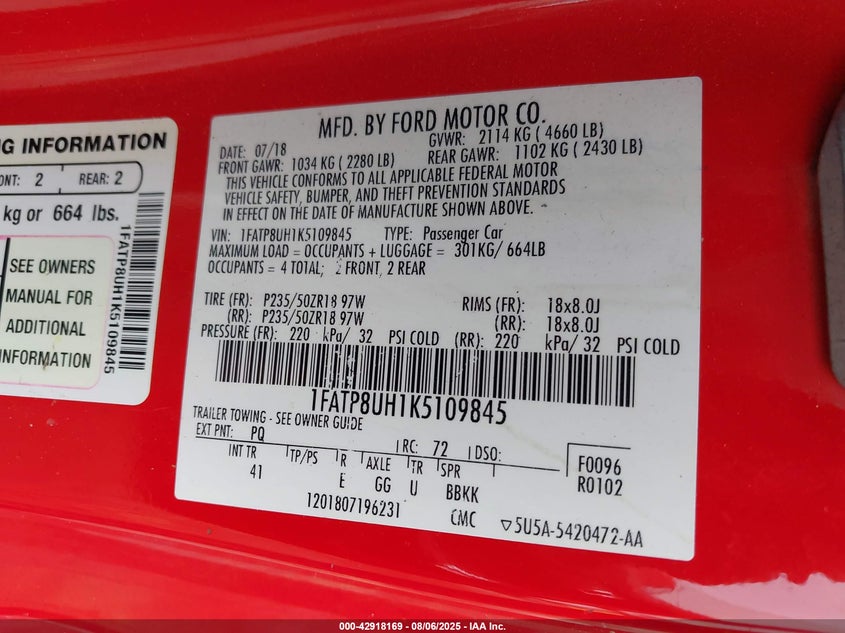 NG INFORMATION
ONT: 2 REAR: 2
kg or 664 lbs.
SEE OWNERS
MANUAL FOR
ADDITIONAL
INFORMATION
1FATP8UH1K5109845
MFD. BY FORD MOTOR CO.
DATE: 07/18 GVWR: 2114 KG ( 4660 LB)
FRONT GAWR: 1034 KG ( 2280 LB) REAR GAWR: 1102 KG ( 2430 LB)
THIS VEHICLE CONFORMS TO ALL APPLICABLE FEDERAL MOTOR
VEHICLE SAFETY, BUMPER, AND THEFT PREVENTION STANDARDS
IN EFFECT ON THE DATE OF MANUFACTURE SHOWN ABOVE.
VIN: 1FATP8UH1K5109845 TYPE: Passenger Car
MAXIMUM LOAD = OCCUPANTS + LUGGAGE = 301KG/ 664LB
OCCUPANTS = 4 TOTAL; 2 FRONT, 2 REAR
TIRE (FR): P235/50ZR18 97W RIMS (FR): 18x8.0J
(RR): P235/50ZR18 97W (RR): 18x8.0J
PRESSURE (FR): 220 kPa/ 32 PSI COLD (RR): 220 kPa/ 32 PSI COLD
1FATP8UH1K5109845
TRAILER TOWING - SEE OWNER GUIDE
EXT PNT: PQ RC: 72 DSO:
INT TR TP/PS R AXLE TR SPR
41 E GG U BBKK
F0096
R0102
1201807196231 CMC ▽5U5A-5420472-AA
000-42918169 - 08/06/2025 - IAA Inc.